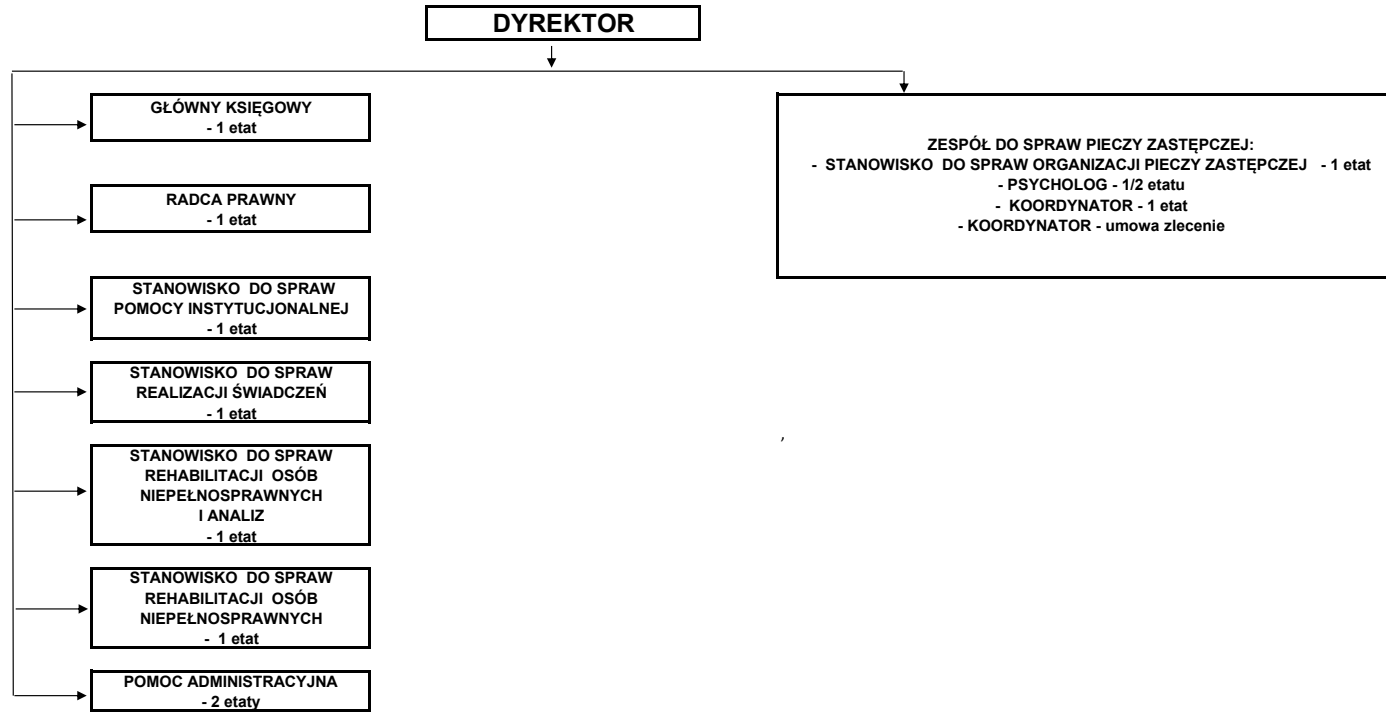 DYREKTOR
GŁÓWNY KSIĘGOWY
- 1 etat
RADCA PRAWNY
- 1 etat
STANOWISKO DO SPRAW
POMOCY INSTYTUCJONALNEJ
- 1 etat
STANOWISKO DO SPRAW
REALIZACJI ŚWIADCZEŃ
- 1 etat
STANOWISKO DO SPRAW
REHABILITACJI OSÓB
NIEPEŁNOSPRAWNYCH
I ANALIZ
- 1 etat
STANOWISKO DO SPRAW
REHABILITACJI OSÓB
NIEPEŁNOSPRAWNYCH
- 1 etat
POMOC ADMINISTRACYJNA
- 2 etaty
ZESPÓŁ DO SPRAW PIECZY ZASTĘPCZEJ:
- STANOWISKO DO SPRAW ORGANIZACJI PIECZY ZASTĘPCZEJ - 1 etat
- PSYCHOLOG - 1/2 etatu
- KOORDYNATOR - 1 etat
- KOORDYNATOR - umowa zlecenie
,